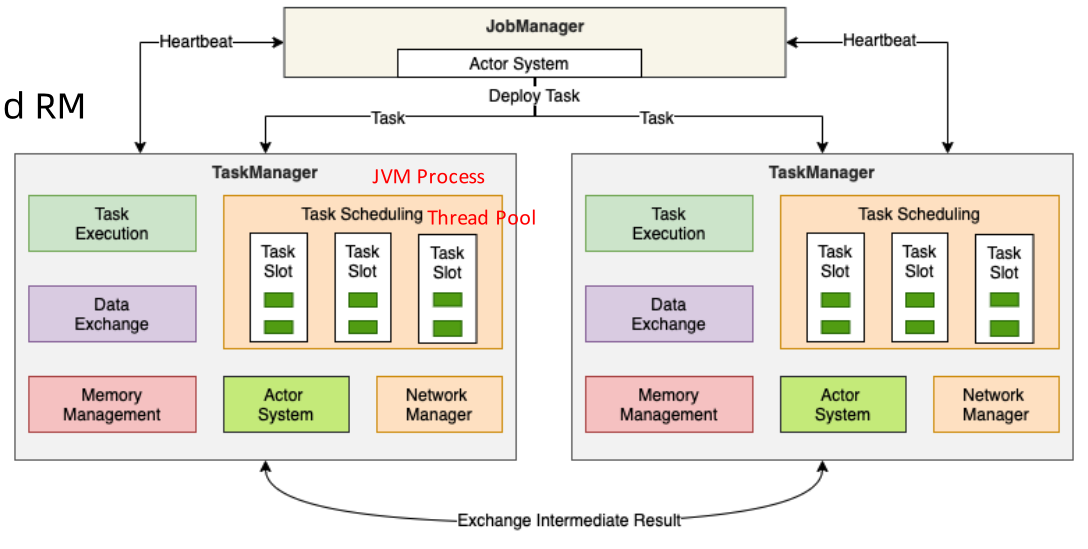 JobManager
Heartbeat
Heartbeat
Actor System
Deploy Task
d RM
Task
Task
TaskManager
JVM Process
Task
Execution
Task Scheduling
Thread Pool
Task
Slot
Task
Slot
Task
Slot
Data
Exchange
Memory
Management
Actor
System
Network
Manager
TaskManager
Task
Execution
Task Scheduling
Task
Slot
Task
Slot
Task
Slot
Data
Exchange
Memory
Management
Actor
System
Network
Manager
Exchange Intermediate Result